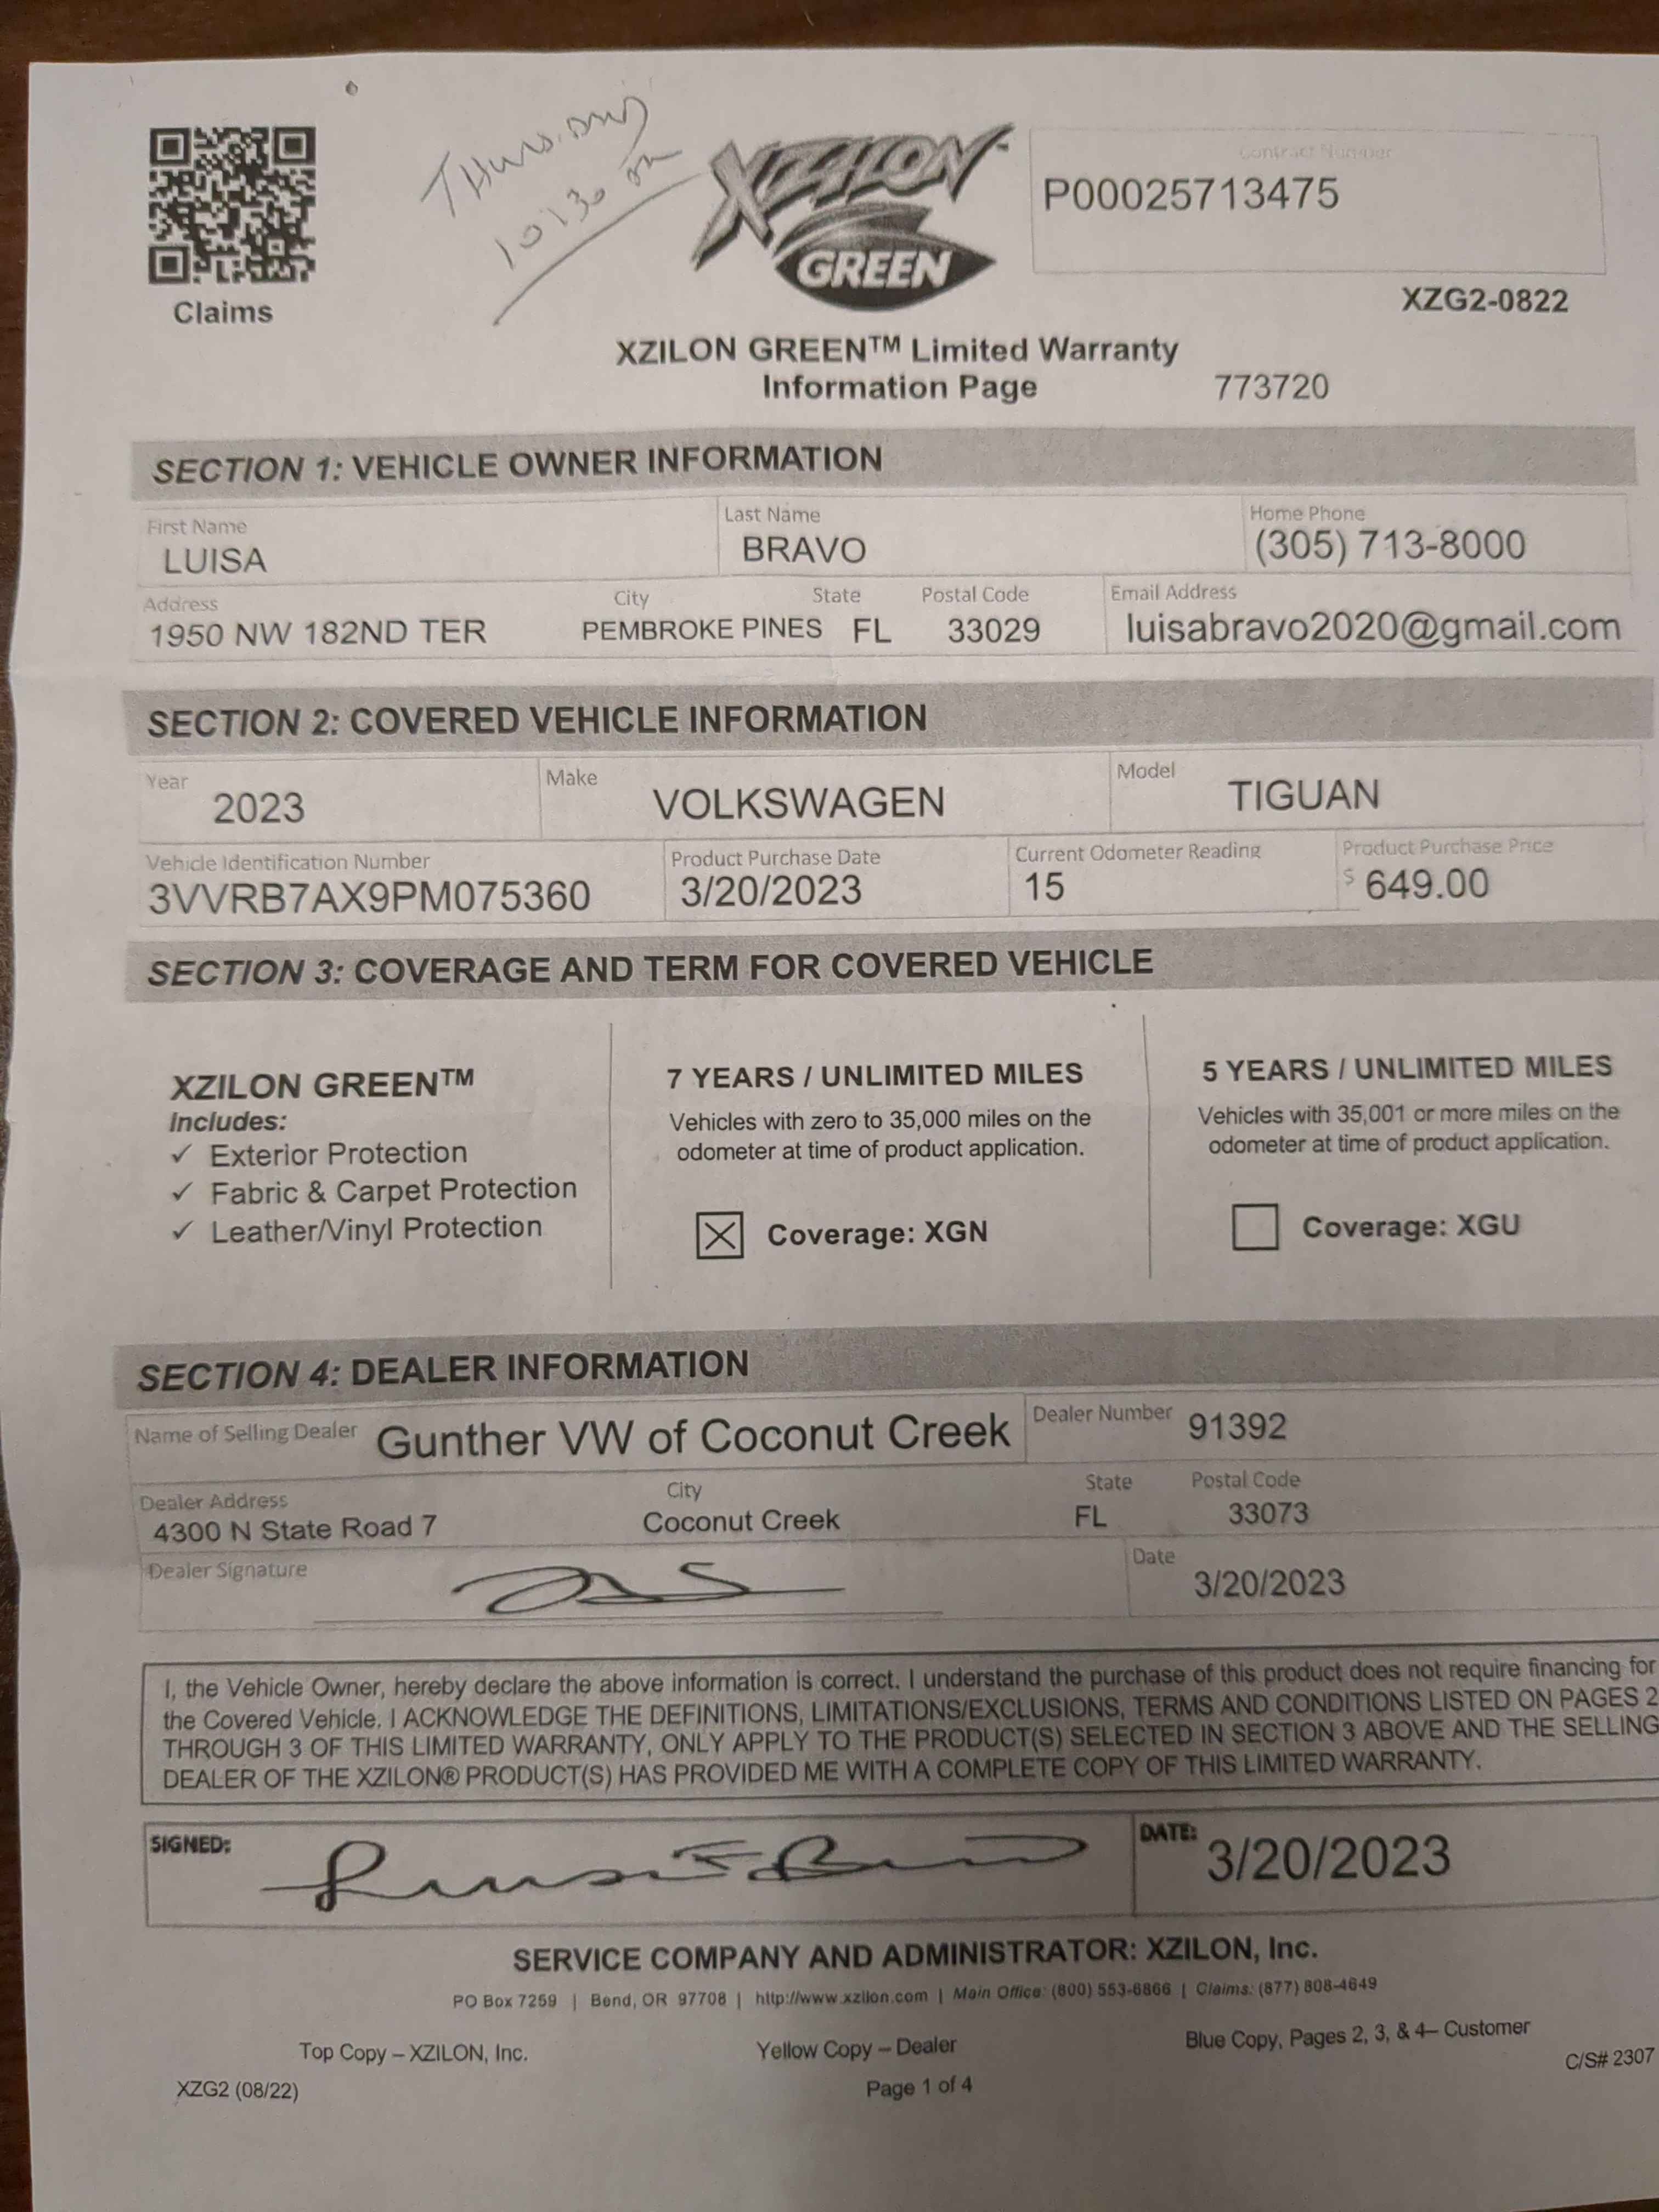 Thursday
10:30 am
XZILON
GREEN
Contract Number
P00025713475
Claims
XZG2-0822
XZILON GREEN™ Limited Warranty
Information Page 773720
SECTION 1: VEHICLE OWNER INFORMATION
First Name Last Name Home Phone
LUISA BRAVO (305) 713-8000
Address City State Postal Code Email Address
1950 NW 182ND TER PEMBROKE PINES FL 33029 luisabravo2020@gmail.com
SECTION 2: COVERED VEHICLE INFORMATION
Year Make Model
2023 VOLKSWAGEN TIGUAN
Vehicle Identification Number Product Purchase Date Current Odometer Reading Product Purchase Price
3VVRB7AX9PM075360 3/20/2023 15 $ 649.00
SECTION 3: COVERAGE AND TERM FOR COVERED VEHICLE
XZILON GREEN™
Includes:
✓ Exterior Protection
✓ Fabric & Carpet Protection
✓ Leather/Vinyl Protection
7 YEARS / UNLIMITED MILES
Vehicles with zero to 35,000 miles on the
odometer at time of product application.
☒ Coverage: XGN
5 YEARS / UNLIMITED MILES
Vehicles with 35,001 or more miles on the
odometer at time of product application.
☐ Coverage: XGU
SECTION 4: DEALER INFORMATION
Name of Selling Dealer Gunther VW of Coconut Creek Dealer Number 91392
Dealer Address City State Postal Code
4300 N State Road 7 Coconut Creek FL 33073
Dealer Signature Date
3/20/2023
I, the Vehicle Owner, hereby declare the above information is correct. I understand the purchase of this product does not require financing for
the Covered Vehicle. I ACKNOWLEDGE THE DEFINITIONS, LIMITATIONS/EXCLUSIONS, TERMS AND CONDITIONS LISTED ON PAGES 2
THROUGH 3 OF THIS LIMITED WARRANTY, ONLY APPLY TO THE PRODUCT(S) SELECTED IN SECTION 3 ABOVE AND THE SELLING
DEALER OF THE XZILON® PRODUCT(S) HAS PROVIDED ME WITH A COMPLETE COPY OF THIS LIMITED WARRANTY.
SIGNED: DATE: 3/20/2023
SERVICE COMPANY AND ADMINISTRATOR: XZILON, Inc.
PO Box 7259 | Bend, OR 97708 | http://www.xzilon.com | Main Office: (800) 553-6866 | Claims: (877) 808-4649
Top Copy – XZILON, Inc. Yellow Copy – Dealer Blue Copy, Pages 2, 3, & 4– Customer
C/S# 2307
XZG2 (08/22) Page 1 of 4